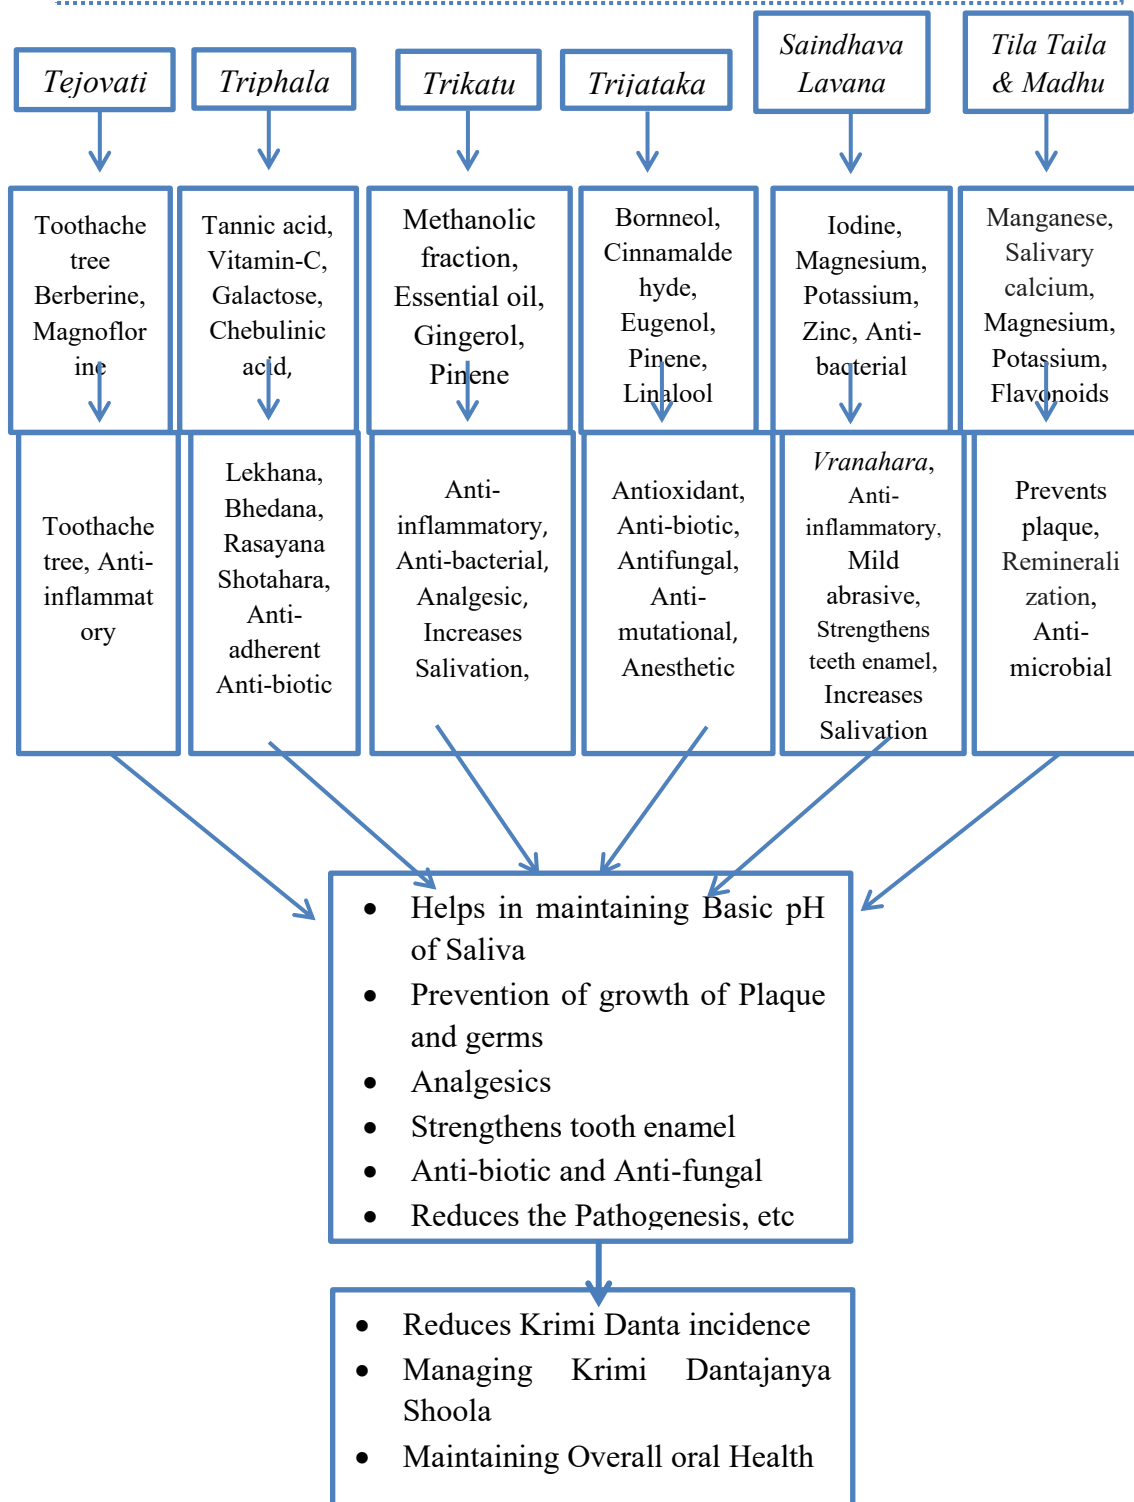 Tejovati
Triphala
Trikatu
Trijataka
Saindhava
Lavana
Tila Taila
& Madhu
Toothache
tree
Berberine,
Magnoflor
ine
Tannic acid,
Vitamin-C,
Galactose,
Chebulinic
acid,
Methanolic
fraction,
Essential oil,
Gingerol,
Pinene
Bornneol,
Cinnamalde
hyde,
Eugenol,
Pinene,
Linalool
Iodine,
Magnesium,
Potassium,
Zinc, Anti-
bacterial
Manganese,
Salivary
calcium,
Magnesium,
Potassium,
Flavonoids
Toothache
tree, Anti-
inflammat
ory
Lekhana,
Bhedana,
Rasayana
Shotahara,
Anti-
adherent
Anti-biotic
Anti-
inflammatory,
Anti-bacterial,
Analgesic,
Increases
Salivation,
Antioxidant,
Anti-biotic,
Antifungal,
Anti-
mutational,
Anesthetic
Vranahara,
Anti-
inflammatory,
Mild
abrasive,
Strengthens
teeth enamel,
Increases
Salivation
Prevents
plaque,
Reminerali
zation,
Anti-
microbial
• Helps in maintaining Basic pH
of Saliva
• Prevention of growth of Plaque
and germs
• Analgesics
• Strengthens tooth enamel
• Anti-biotic and Anti-fungal
• Reduces the Pathogenesis, etc
• Reduces Krimi Danta incidence
• Managing Krimi Dantajanya
Shoola
• Maintaining Overall oral Health